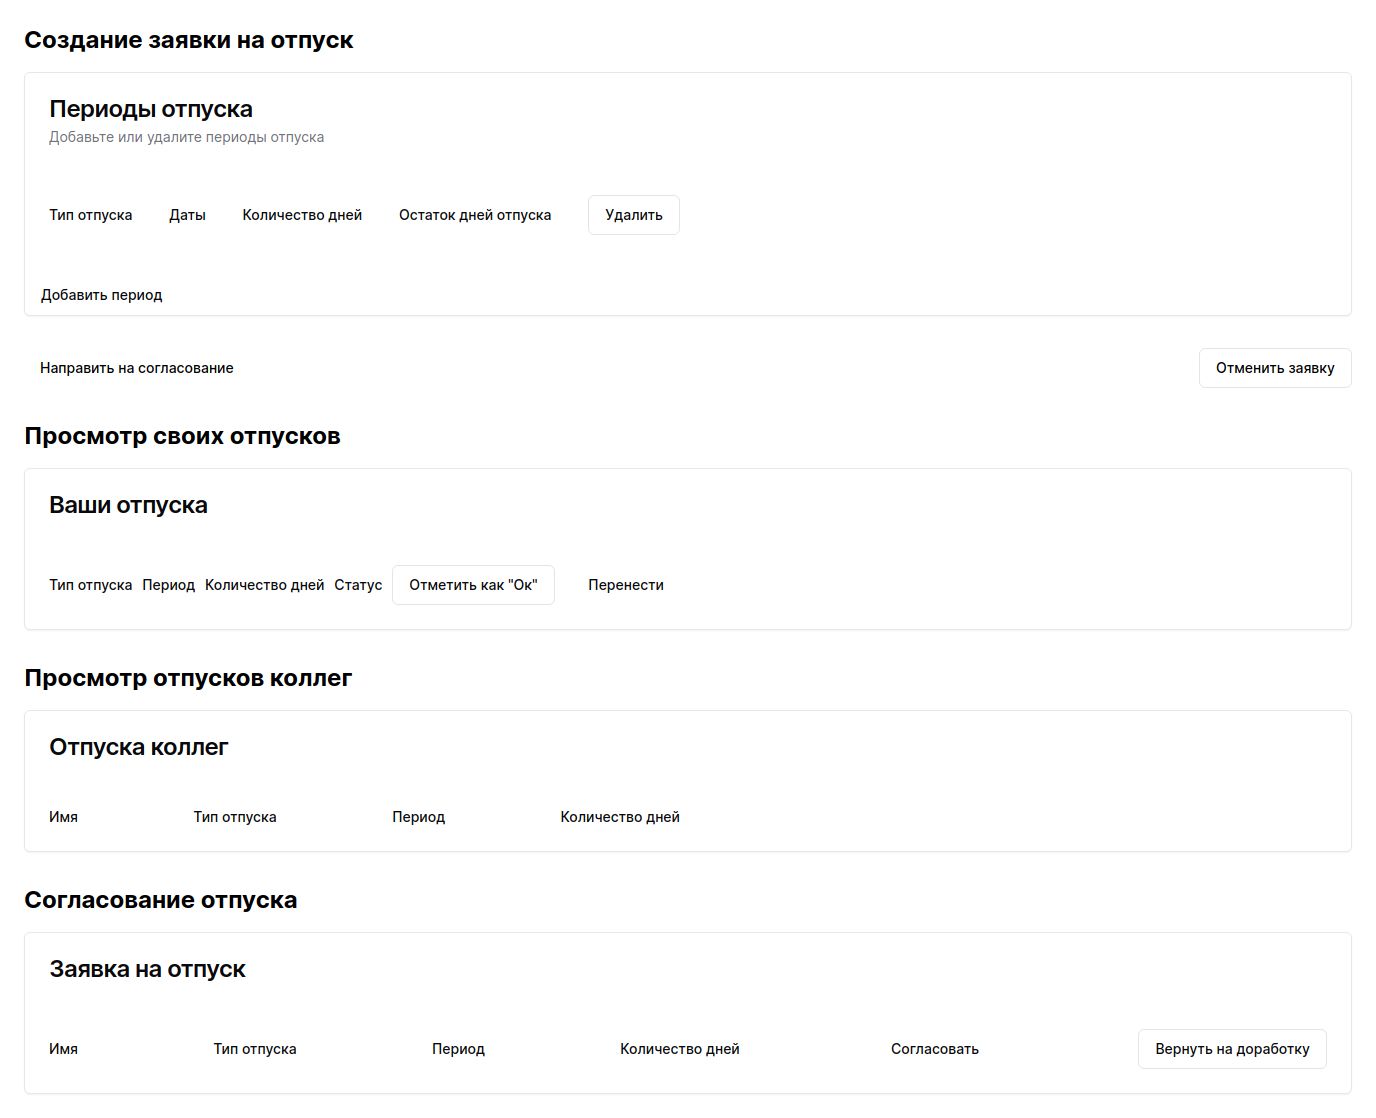 Создание заявки на отпуск
Периоды отпуска
Добавьте или удалите периоды отпуска
Тип отпуска Даты Количество дней Остаток дней отпуска Удалить
Добавить период
Направить на согласование Отменить заявку
Просмотр своих отпусков
Ваши отпуска
Тип отпуска Период Количество дней Статус Отметить как "Ок" Перенести
Просмотр отпусков коллег
Отпуска коллег
Имя Тип отпуска Период Количество дней
Согласование отпуска
Заявка на отпуск
Имя Тип отпуска Период Количество дней Согласовать Вернуть на доработку